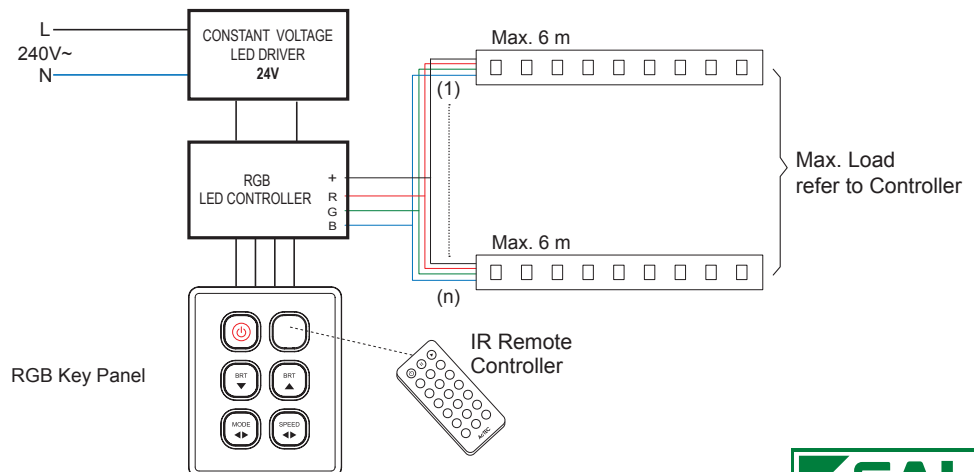 L
240V~
N
CONSTANT VOLTAGE
LED DRIVER
24V
Max. 6 m
(1)
RGB
LED CONTROLLER
+
R
G
B
Max. Load
refer to Controller
Max. 6 m
(n)
RGB Key Panel
BRT
BRT
MODE
SPEED
IR Remote
Controller